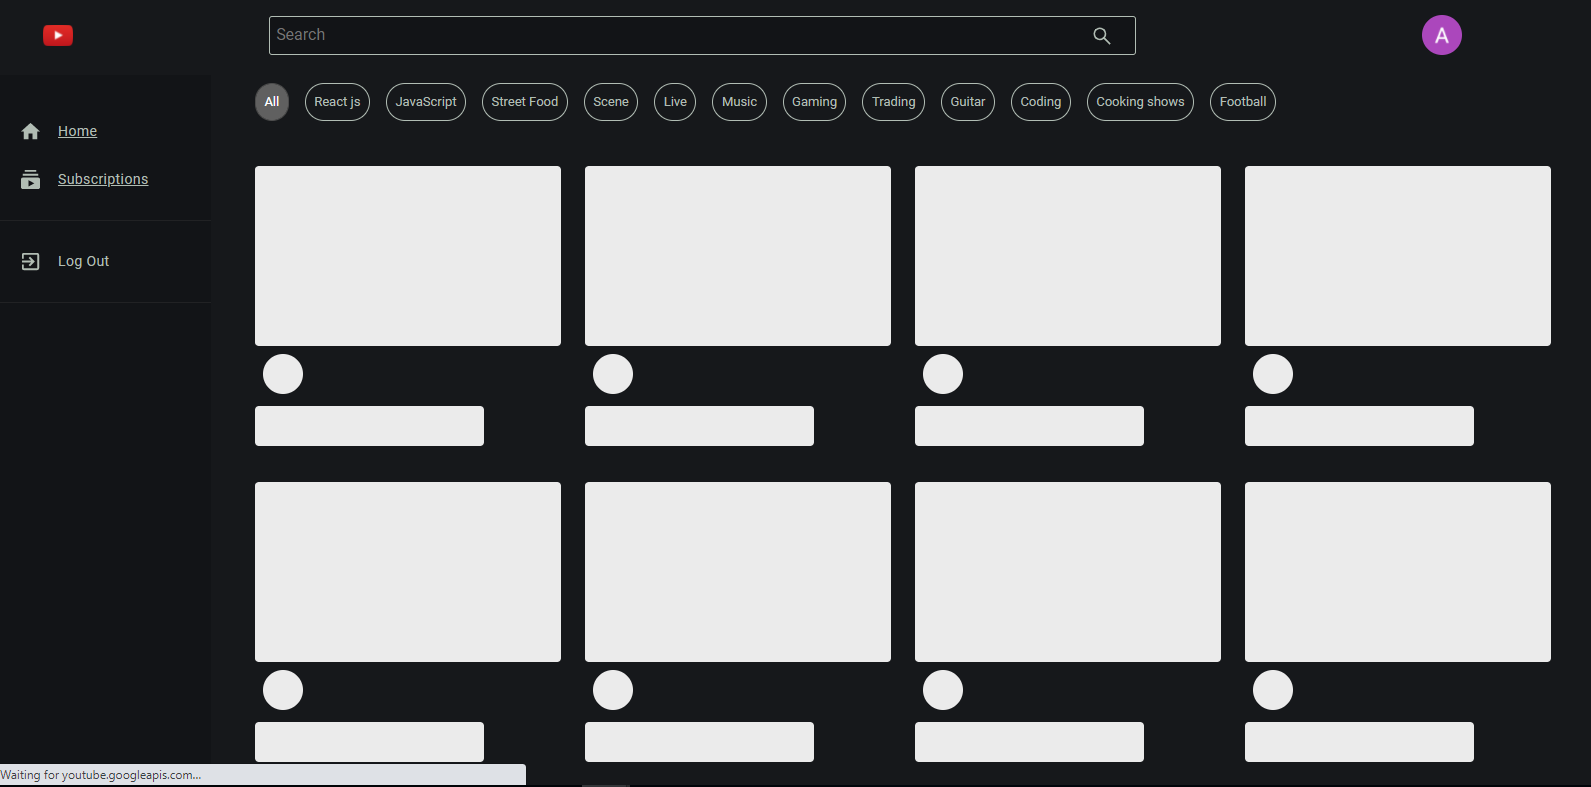 Search
A
All React js JavaScript Street Food Scene Live Music Gaming Trading Guitar Coding Cooking shows Football
Home
Subscriptions
Log Out
Waiting for youtube.googleapis.com...